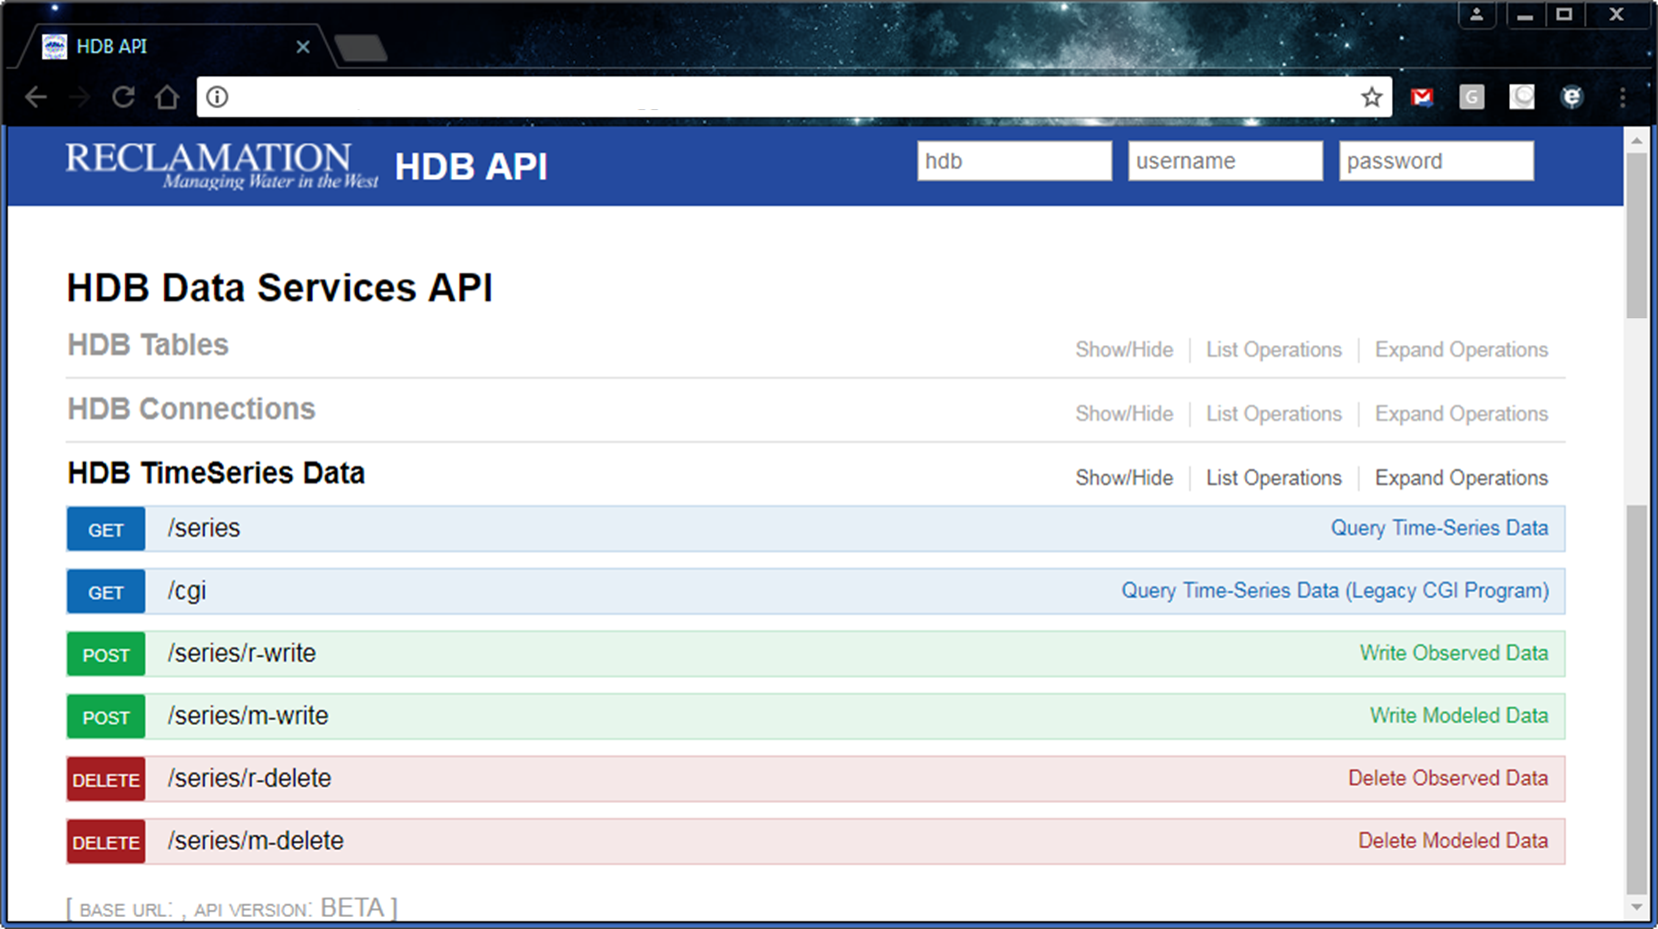 HDB API
RECLAMATION
Managing Water in the West
HDB API
hdb
username
password
HDB Data Services API
HDB Tables
Show/Hide | List Operations | Expand Operations
HDB Connections
Show/Hide | List Operations | Expand Operations
HDB TimeSeries Data
Show/Hide | List Operations | Expand Operations
GET /series Query Time-Series Data
GET /cgi Query Time-Series Data (Legacy CGI Program)
POST /series/r-write Write Observed Data
POST /series/m-write Write Modeled Data
DELETE /series/r-delete Delete Observed Data
DELETE /series/m-delete Delete Modeled Data
[ BASE URL: , API VERSION: BETA ]